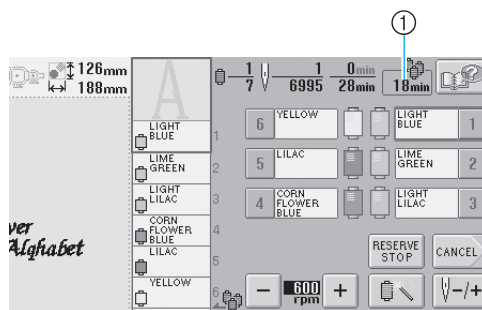 1
126mm
188mm
A
1/7 1/6995 0min/28min 18min
LIGHT
BLUE
1
LIME
GREEN
2
LIGHT
LILAC
3
CORN
FLOWER
BLUE
4
LILAC
5
YELLOW
6
ver
Alphabet
6 YELLOW
LIGHT
BLUE 1
5 LILAC
LIME
GREEN 2
4 CORN
FLOWER
BLUE
LIGHT
LILAC 3
RESERVE
STOP
CANCEL
- 600
rpm +
-/+